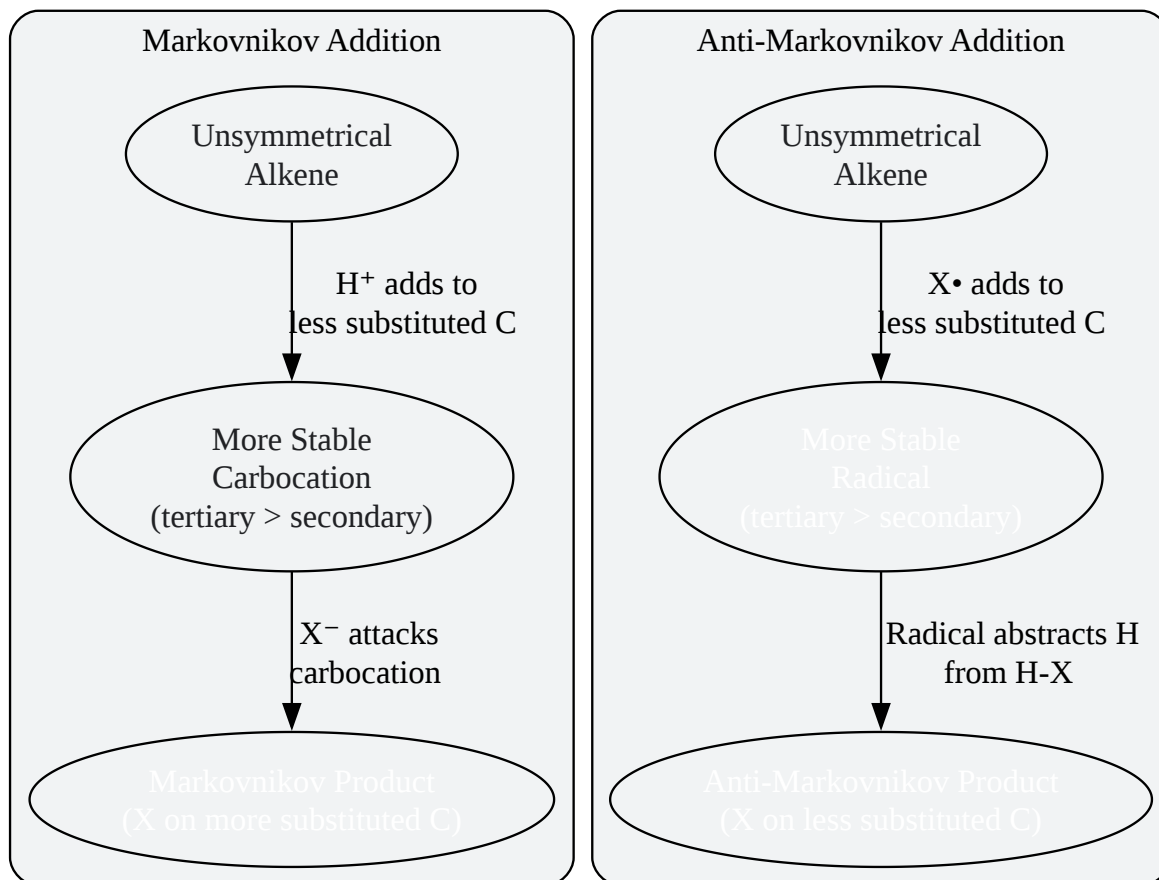 Markovnikov Addition
Unsymmetrical
Alkene
H⁺ adds to
less substituted C
More Stable
Carbocation
(tertiary > secondary)
X⁻ attacks
carbocation
Markovnikov Product
(X on more substituted C)
Anti-Markovnikov Addition
Unsymmetrical
Alkene
X• adds to
less substituted C
More Stable
Radical
(tertiary > secondary)
Radical abstracts H
from H-X
Anti-Markovnikov Product
(X on less substituted C)